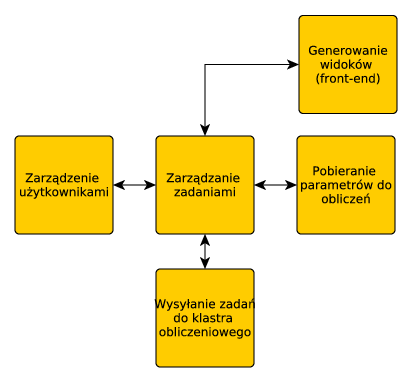 Generowanie
widoków
(front-end)
Zarządzenie
użytkownikami
Zarządzanie
zadaniami
Pobieranie
parametrów do
obliczeń
Wysyłanie zadań
do klastra
obliczeniowego